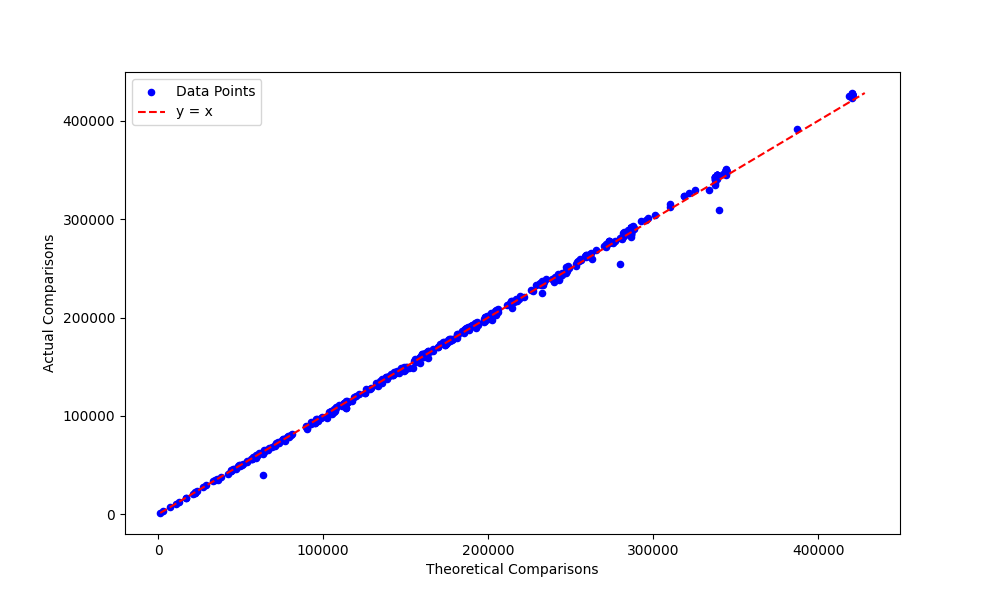 Data Points
y = x
Actual Comparisons
400000
300000
200000
100000
0
0 100000 200000 300000 400000
Theoretical Comparisons